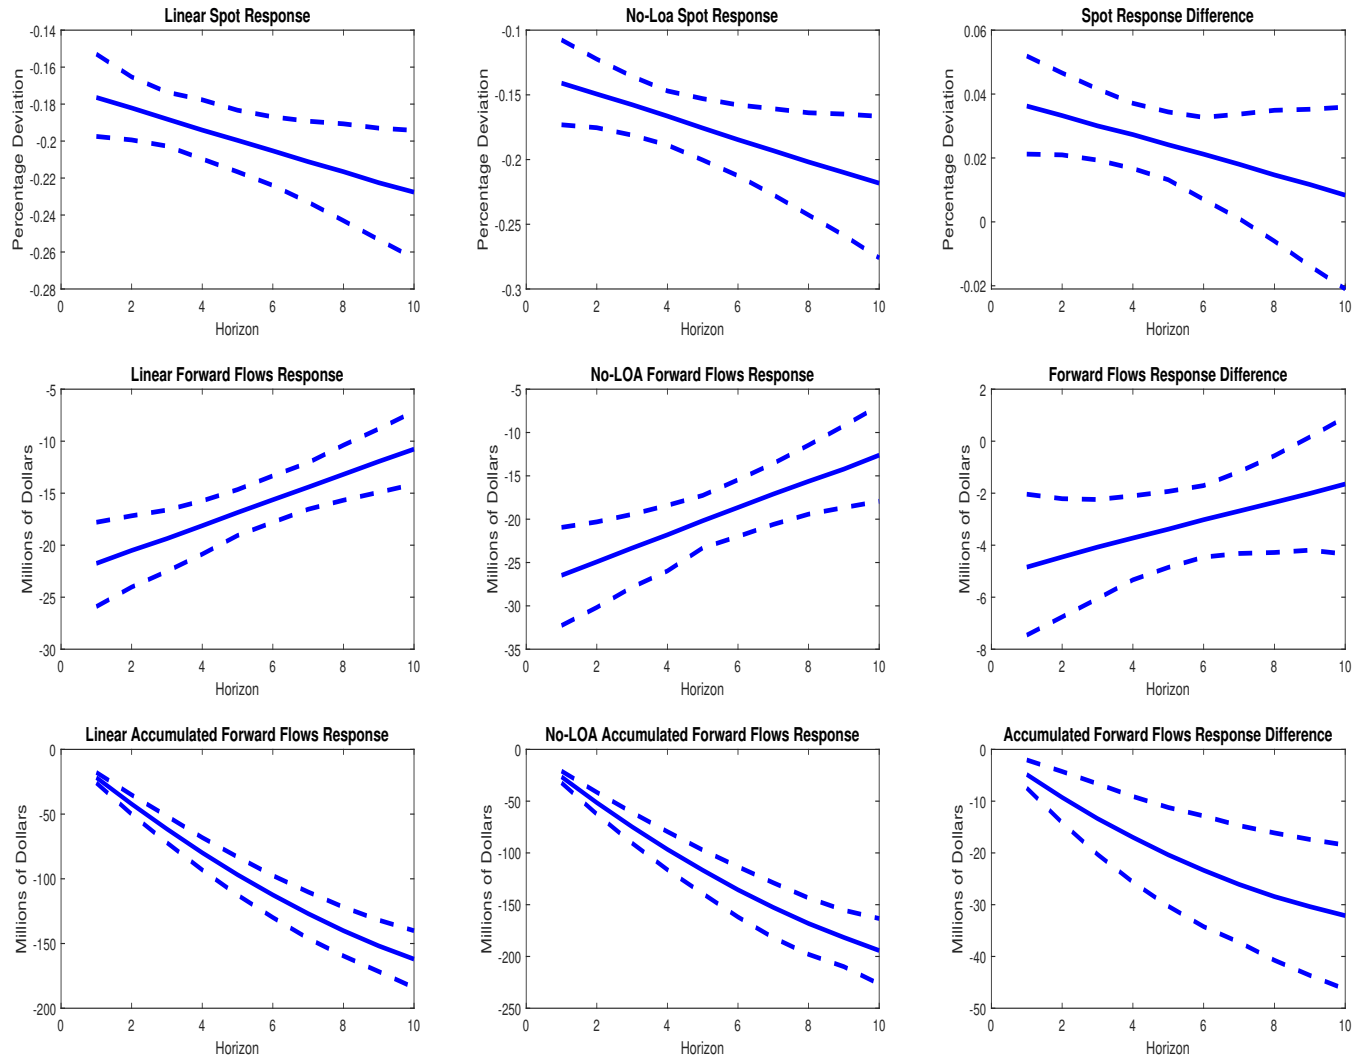 Linear Spot Response
No-Loa Spot Response
Spot Response Difference
Percentage Deviation
-0.14
-0.16
-0.18
-0.2
-0.22
-0.24
-0.26
-0.28
0 2 4 6 8 10
Horizon
Percentage Deviation
-0.1
-0.15
-0.2
-0.25
-0.3
0 2 4 6 8 10
Horizon
Percentage Deviation
0.06
0.04
0.02
0
-0.02
0 2 4 6 8 10
Horizon
Linear Forward Flows Response
No-LOA Forward Flows Response
Forward Flows Response Difference
Millions of Dollars
-5
-10
-15
-20
-25
-30
0 2 4 6 8 10
Horizon
Millions of Dollars
-5
-10
-15
-20
-25
-30
-35
0 2 4 6 8 10
Horizon
Millions of Dollars
2
0
-2
-4
-6
-8
0 2 4 6 8 10
Horizon
Linear Accumulated Forward Flows Response
No-LOA Accumulated Forward Flows Response
Accumulated Forward Flows Response Difference
Millions of Dollars
0
-50
-100
-150
-200
0 2 4 6 8 10
Horizon
Millions of Dollars
0
-50
-100
-150
-200
-250
0 2 4 6 8 10
Horizon
Millions of Dollars
0
-10
-20
-30
-40
-50
0 2 4 6 8 10
Horizon